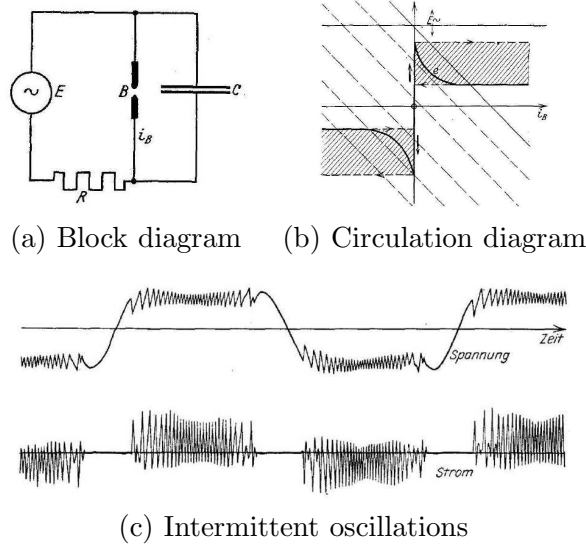 E
B
C
i_B
R
E~
e
i_B
(a) Block diagram
(b) Circulation diagram
Zeit
Spannung
Strom
(c) Intermittent oscillations